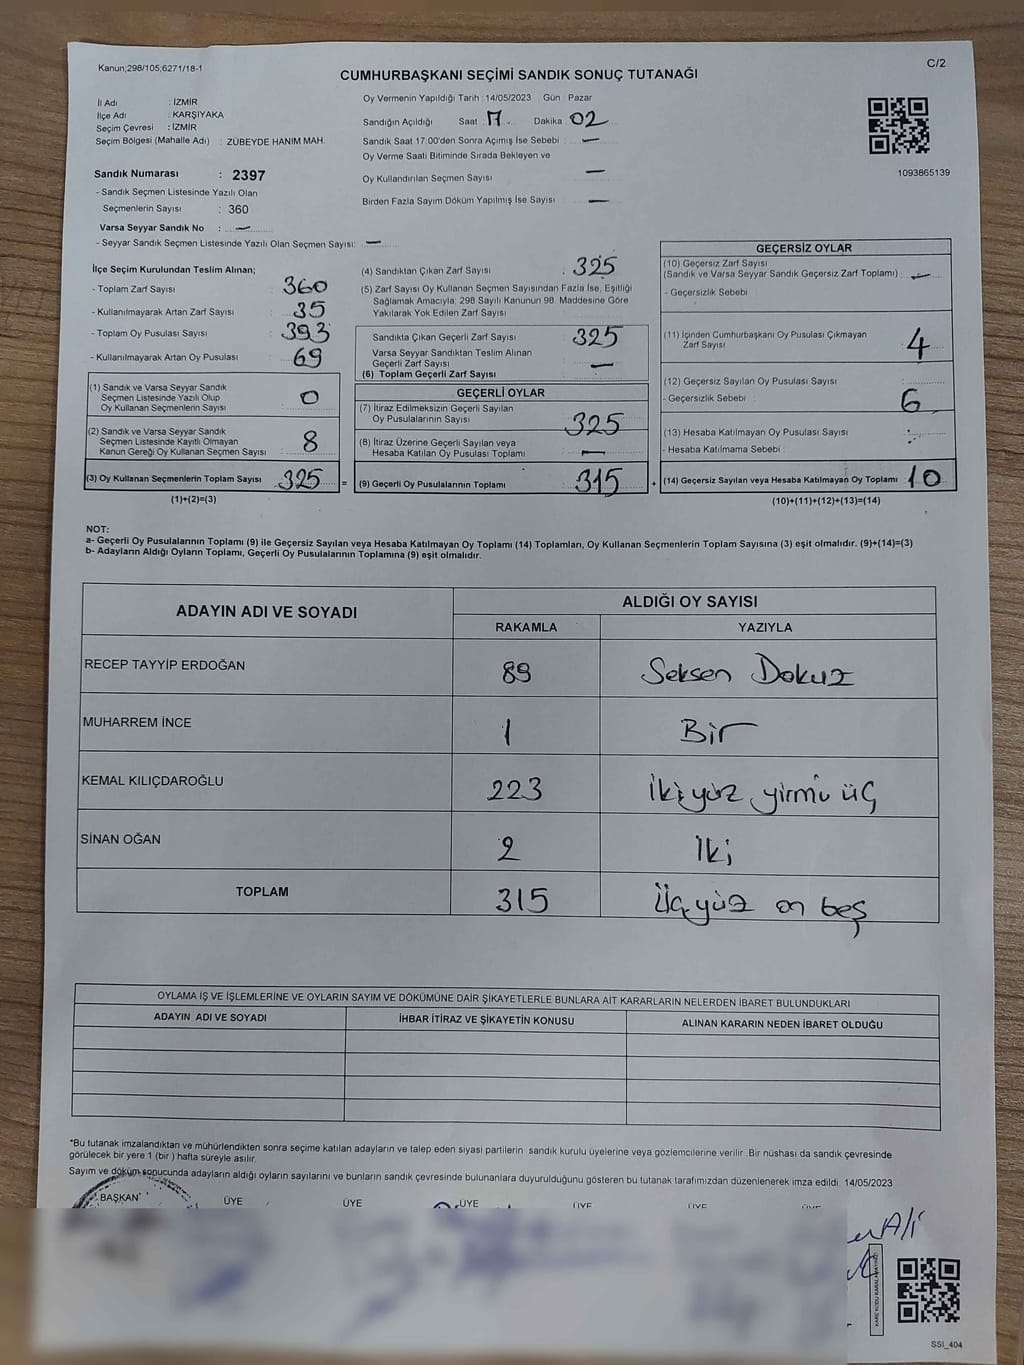 Kanun;298/105;6271/18-1
C/2
CUMHURBAŞKANI SEÇİMİ SANDIK SONUÇ TUTANAĞI
İl Adı : İZMİR
İlçe Adı : KARŞIYAKA
Seçim Çevresi : İZMİR
Seçim Bölgesi (Mahalle Adı) : ZÜBEYDE HANIM MAH.
Oy Vermenin Yapıldığı Tarih : 14/05/2023 Gün : Pazar
Sandığın Açıldığı Saat : 17 Dakika : 02
Sandık Saat 17:00'den Sonra Açımış İse Sebebi : —
Oy Verme Saati Bitiminde Sırada Bekleyen ve
Oy Kullandırılan Seçmen Sayısı : —
Birden Fazla Sayım Döküm Yapılmış İse Sayısı : —
1093865139
Sandık Numarası : 2397
- Sandık Seçmen Listesinde Yazılı Olan
Seçmenlerin Sayısı : 360
Varsa Seyyar Sandık No : —
- Seyyar Sandık Seçmen Listesinde Yazılı Olan Seçmen Sayısı: —
İlçe Seçim Kurulundan Teslim Alınan;
- Toplam Zarf Sayısı : 360
- Kullanılmayarak Artan Zarf Sayısı : 35
- Toplam Oy Pusulası Sayısı : 393
- Kullanılmayarak Artan Oy Pusulası : 69
(1) Sandık ve Varsa Seyyar Sandık
Seçmen Listesinde Yazılı Olup
Oy Kullanan Seçmenlerin Sayısı : 0
(2) Sandık ve Varsa Seyyar Sandık
Seçmen Listesinde Kayıtlı Olmayan
Kanun Gereği Oy Kullanan Seçmen Sayısı : 8
(3) Oy Kullanan Seçmenlerin Toplam Sayısı : 325 =
(1)+(2)=(3)
(4) Sandıktan Çıkan Zarf Sayısı : 325
(5) Zarf Sayısı Oy Kullanan Seçmen Sayısından Fazla İse, Eşitliği
Sağlamak Amacıyla; 298 Sayılı Kanunun 98. Maddesine Göre
Yakılarak Yok Edilen Zarf Sayısı :
Sandıkta Çıkan Geçerli Zarf Sayısı : 325
Varsa Seyyar Sandıktan Teslim Alınan
Geçerli Zarf Sayısı : —
(6) Toplam Geçerli Zarf Sayısı :
GEÇERLİ OYLAR
(7) İtiraz Edilmeksizin Geçerli Sayılan
Oy Pusulalarının Sayısı : 325
(8) İtiraz Üzerine Geçerli Sayılan veya
Hesaba Katılan Oy Pusulası Toplamı : —
(9) Geçerli Oy Pusulalarının Toplamı : 315 +
GEÇERSİZ OYLAR
(10) Geçersiz Zarf Sayısı
(Sandık ve Varsa Seyyar Sandık Geçersiz Zarf Toplamı) : —
- Geçersizlik Sebebi :
(11) İçinden Cumhurbaşkanı Oy Pusulası Çıkmayan
Zarf Sayısı : 4
(12) Geçersiz Sayılan Oy Pusulası Sayısı :
- Geçersizlik Sebebi : 6
(13) Hesaba Katılmayan Oy Pusulası Sayısı :
- Hesaba Katılmama Sebebi :
(14) Geçersiz Sayılan veya Hesaba Katılmayan Oy Toplamı : 10
(10)+(11)+(12)+(13)=(14)
NOT:
a- Geçerli Oy Pusulalarının Toplamı (9) ile Geçersiz Sayılan veya Hesaba Katılmayan Oy Toplamı (14) Toplamları, Oy Kullanan Seçmenlerin Toplam Sayısına (3) eşit olmalıdır. (9)+(14)=(3)
b- Adayların Aldığı Oyların Toplamı, Geçerli Oy Pusulalarının Toplamına (9) eşit olmalıdır.
ADAYIN ADI VE SOYADI ALDIĞI OY SAYISI
RAKAMLA YAZIYLA
RECEP TAYYİP ERDOĞAN 89 Seksen Dokuz
MUHARREM İNCE 1 Bir
KEMAL KILIÇDAROĞLU 223 İkiyüz yirmi üç
SİNAN OĞAN 2 İki
TOPLAM 315 Üçyüz on beş
OYLAMA İŞ VE İŞLEMLERİNE VE OYLARIN SAYIM VE DÖKÜMÜNE DAİR ŞİKAYETLERLE BUNLARA AİT KARARLARIN NELERDEN İBARET BULUNDUKLARI
ADAYIN ADI VE SOYADI İHBAR İTİRAZ VE ŞİKAYETİN KONUSU ALINAN KARARIN NEDEN İBARET OLDUĞU
*Bu tutanak imzalandıktan ve mühürlendikten sonra seçime katılan adayların ve talep eden siyasi partilerin sandık kurulu üyelerine veya gözlemcilerine verilir. Bir nüshası da sandık çevresinde
görülecek bir yere 1 (bir ) hafta süreyle asılır.
Sayım ve döküm sonucunda adayların aldığı oyların sayılarını ve bunların sandık çevresinde bulunanlara duyurulduğunu gösteren bu tutanak tarafımızdan düzenlenerek imza edildi. 14/05/2023
BAŞKAN ÜYE ÜYE ÜYE ÜYE ÜYE ÜYE
Ali
SSI_404